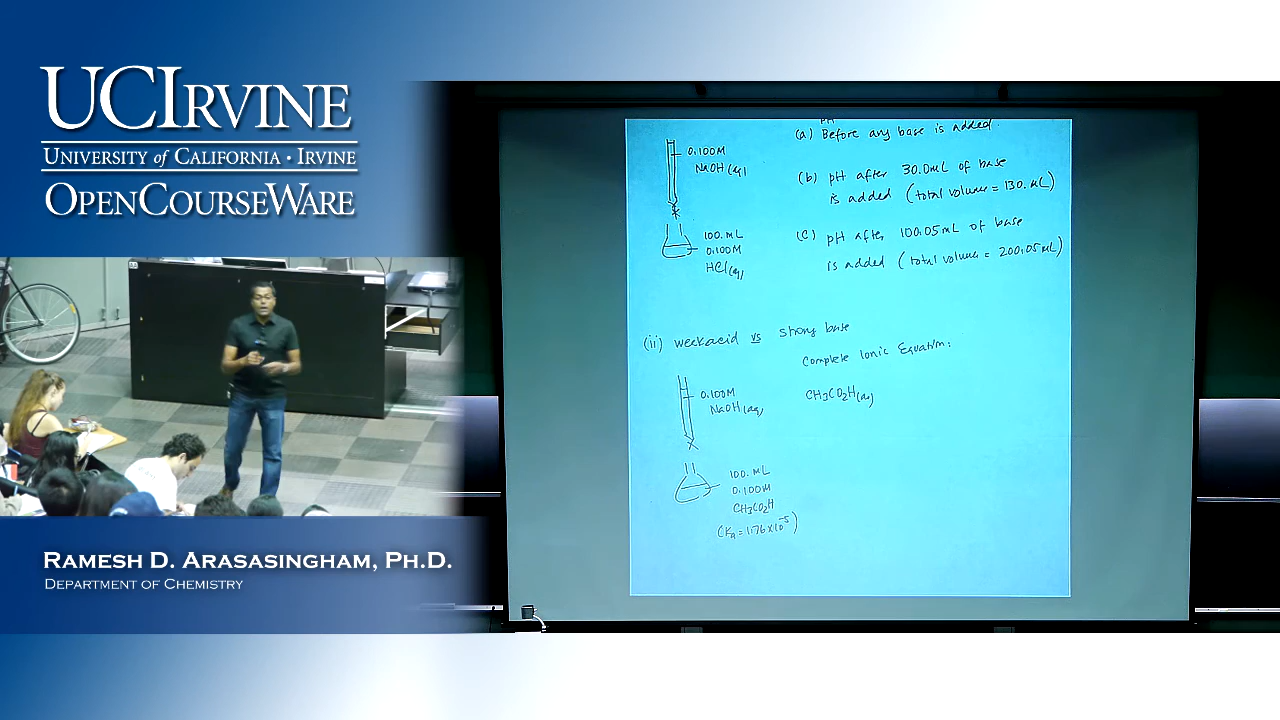 UCIRVINE
UNIVERSITY of CALIFORNIA · IRVINE
OPENCOURSEWARE
RAMESH D. ARASASINGHAM, PH.D.
DEPARTMENT OF CHEMISTRY
pH
(a) Before any base is added.
0.100M
NaOH(aq)
(b) pH after 30.0mL of base
is added (total volume = 130. mL)
100. mL
0.100M
HCl(aq)
(c) pH after 100.05mL of base
is added (total volume = 200.05mL)
(ii) weak acid vs strong base
Complete Ionic Equation:
0.100M
NaOH(aq)
CH3CO2H(aq)
100. mL
0.100M
CH3CO2H
(Ka = 1.76 x 10^-5)